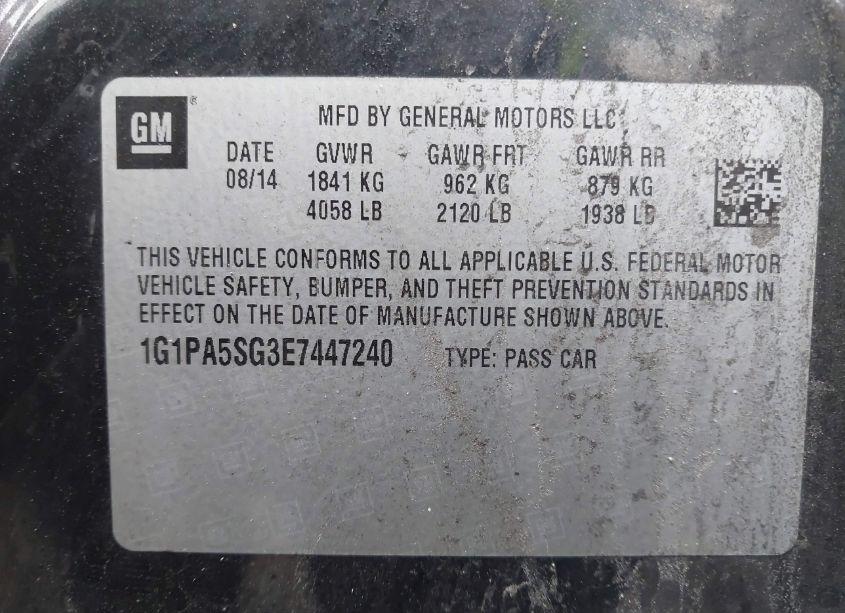 GM ®
MFD BY GENERAL MOTORS LLC
DATE GVWR GAWR FRT GAWR RR
08/14 1841 KG 962 KG 879 KG
4058 LB 2120 LB 1938 LB
THIS VEHICLE CONFORMS TO ALL APPLICABLE U.S. FEDERAL MOTOR
VEHICLE SAFETY, BUMPER, AND THEFT PREVENTION STANDARDS IN
EFFECT ON THE DATE OF MANUFACTURE SHOWN ABOVE.
1G1PA5SG3E7447240 TYPE: PASS CAR